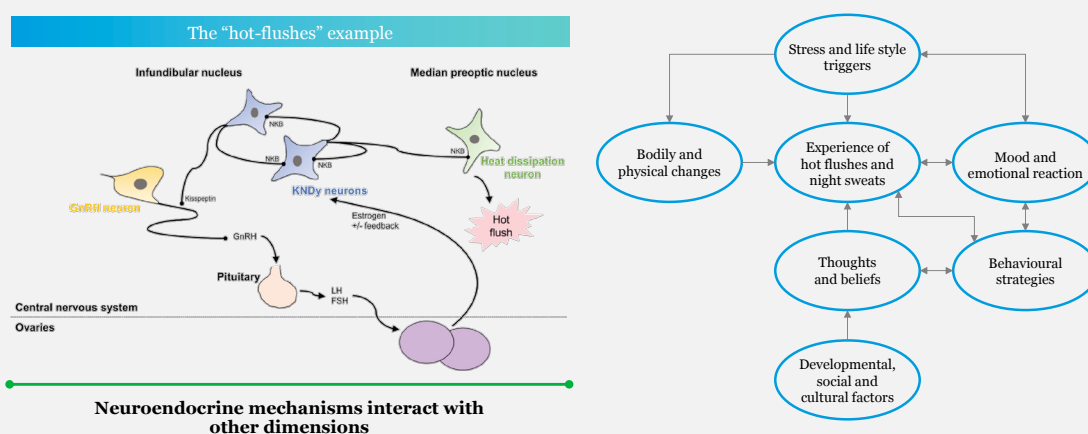 The “hot-flushes” example
Infundibular nucleus
Median preoptic nucleus
NKB
NKB
NKB
NKB
Heat dissipation
neuron
KNDy neurons
Kisspeptin
GnRH neuron
Estrogen
+/- feedback
Hot
flush
GnRH
Pituitary
LH
FSH
Central nervous system
Ovaries
Neuroendocrine mechanisms interact with
other dimensions
Stress and life style
triggers
Bodily and
physical changes
Experience of
hot flushes and
night sweats
Mood and
emotional reaction
Thoughts
and beliefs
Behavioural
strategies
Developmental,
social and
cultural factors